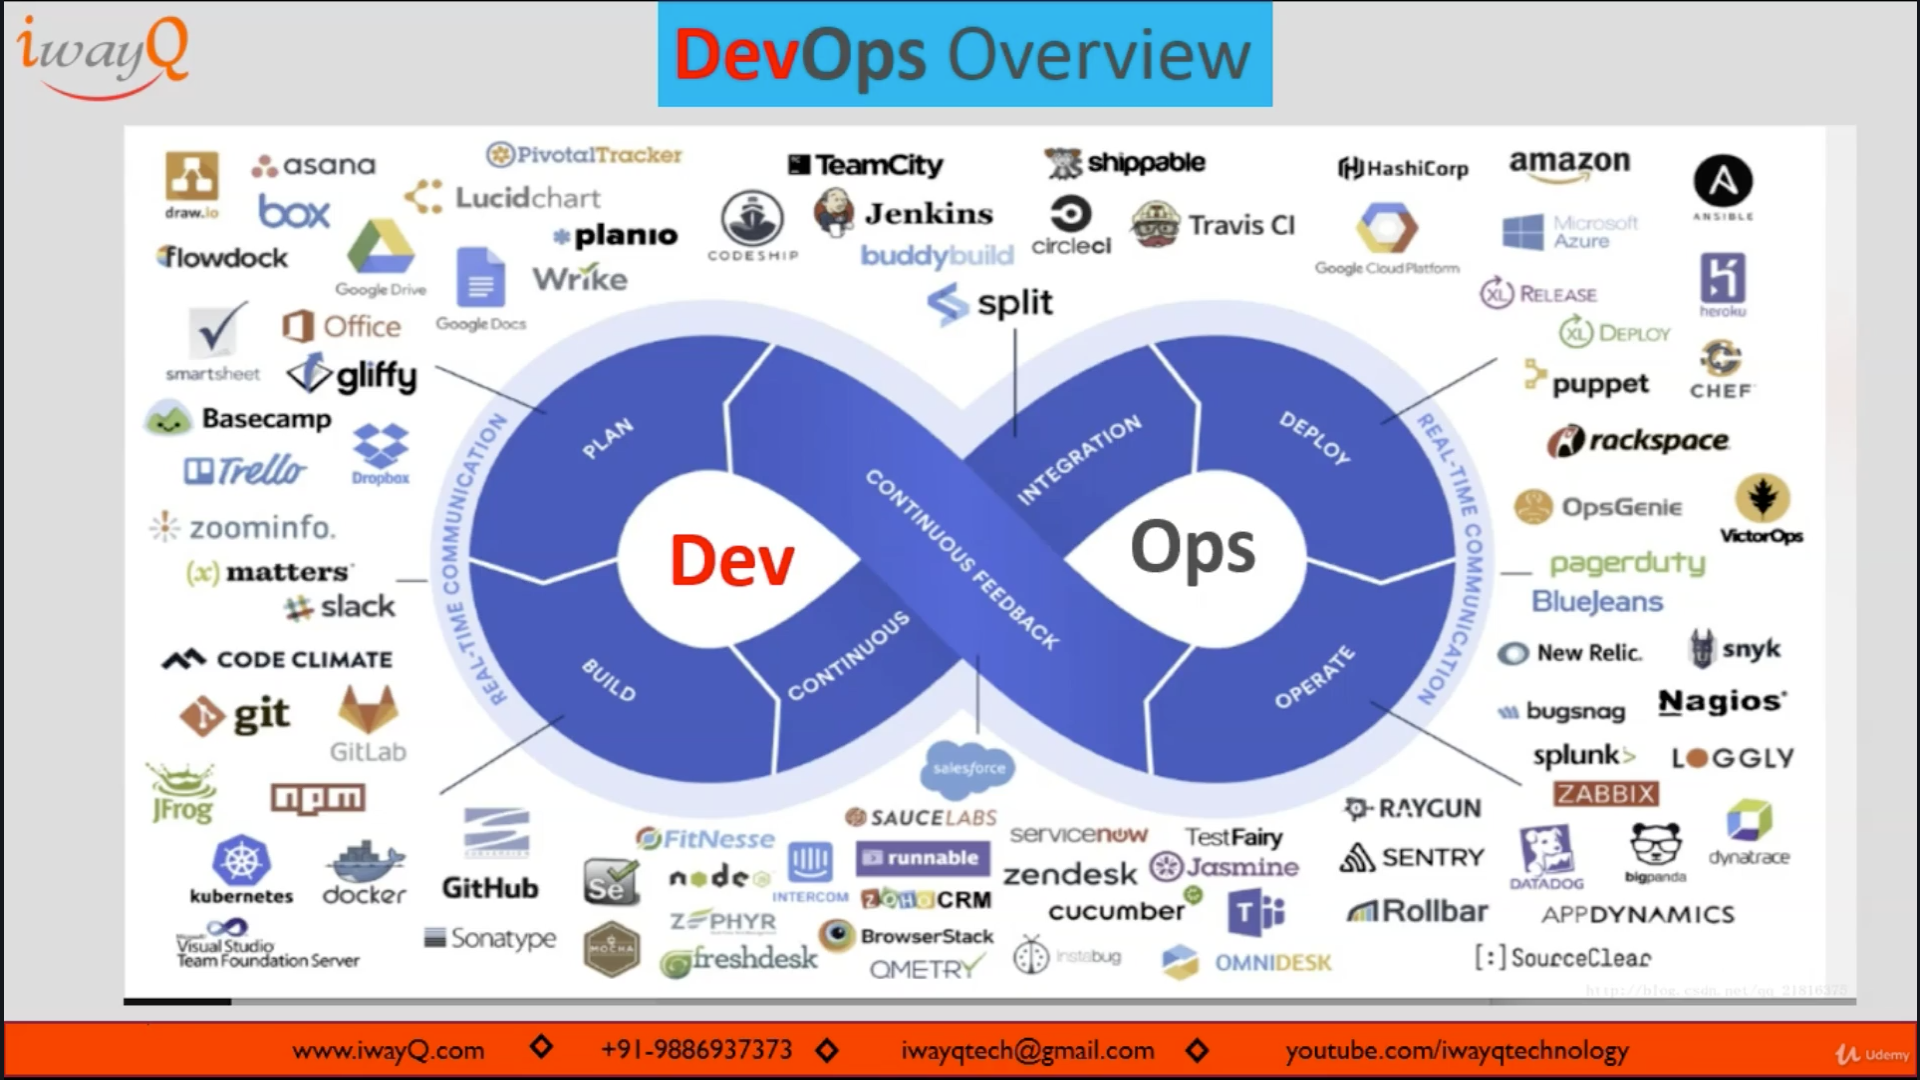 iwayQ
DevOps Overview
draw.io
asana
PivotalTracker
box
Lucidchart
flowdock
Google Drive
planio
Google Docs
Wrike
smartsheet
Office
gliffy
Basecamp
Trello
Dropbox
zoominfo.
(x)matters
slack
CODE CLIMATE
git
GitLab
JFrog
npm
kubernetes
docker
GitHub
Microsoft
Visual Studio
Team Foundation Server
Sonatype
TeamCity
CODESHIP
Jenkins
buddybuild
shippable
circleci
Travis CI
split
HashiCorp
amazon
ANSIBLE
Google Cloud Platform
Microsoft
Azure
XL RELEASE
heroku
XL DEPLOY
puppet
CHEF
rackspace
OpsGenie
VictorOps
pagerduty
BlueJeans
New Relic.
snyk
bugsnag
Nagios
splunk>
LOGGLY
ZABBIX
RAYGUN
SENTRY
DATADOG
bigpanda
dynatrace
Rollbar
APPDYNAMICS
[:]SourceClear
REAL-TIME COMMUNICATION
PLAN
BUILD
CONTINUOUS
INTEGRATION
CONTINUOUS FEEDBACK
DEPLOY
OPERATE
REAL-TIME COMMUNICATION
Dev
Ops
salesforce
SAUCELABS
FitNesse
Se
node
INTERCOM
runnable
ZOHO CRM
ZEPHYR
MOCHA
freshdesk
BrowserStack
QMETRY
servicenow
TestFairy
zendesk
Jasmine
cucumber
T
instabug
OMNIDESK
http://blog.csdn.net/qq_21816375
www.iwayQ.com
+91-9886937373
iwayqtech@gmail.com
youtube.com/iwayqtechnology
Udemy